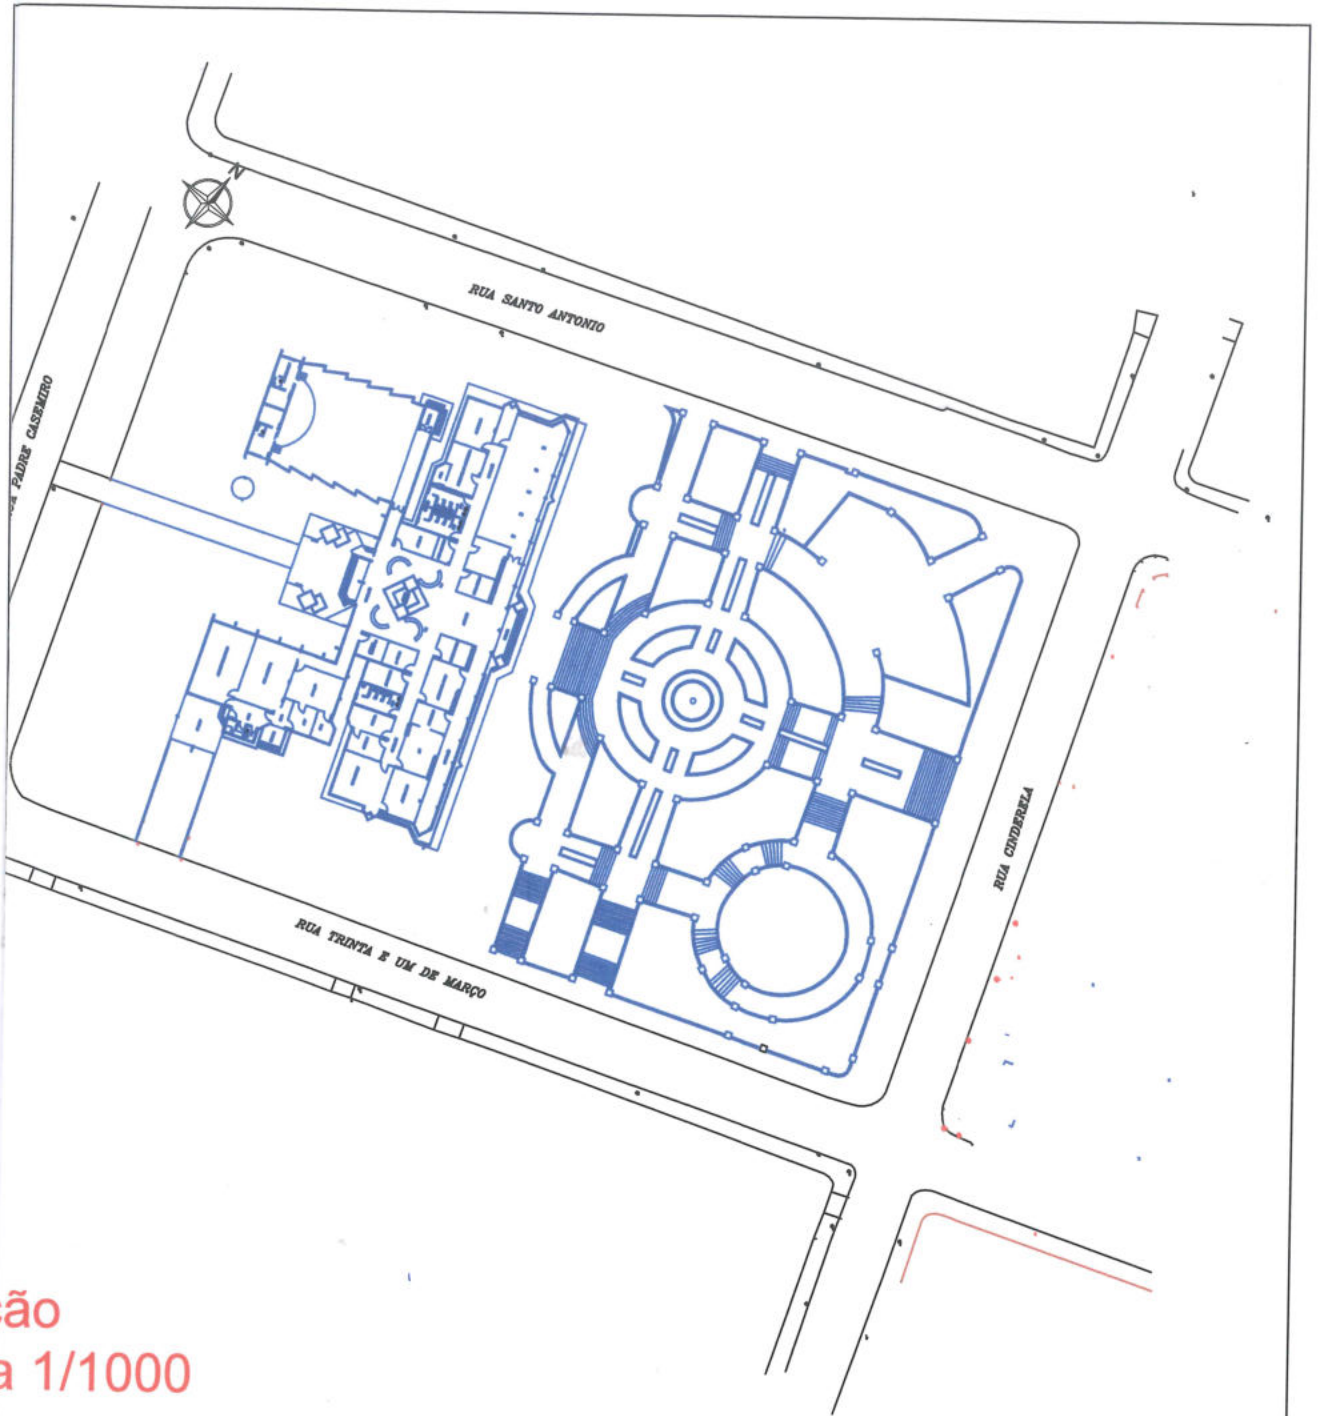 N
RUA SANTO ANTONIO
PADRE CASEMIRO
RUA CINDERELA
RUA TRINTA E UM DE MARÇO
ção
a 1/1000